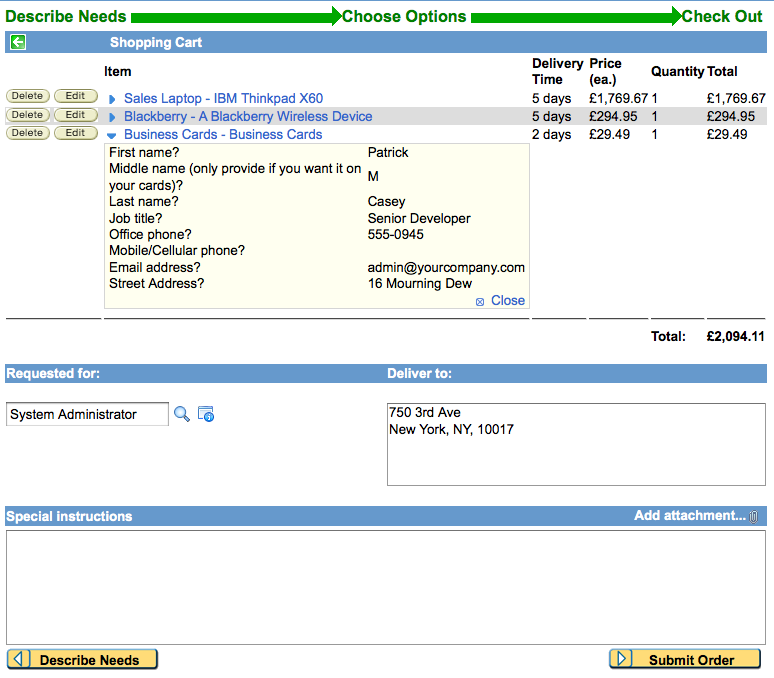 Describe Needs Choose Options Check Out
Shopping Cart
Item Delivery Time Price (ea.) Quantity Total
Delete Edit Sales Laptop - IBM Thinkpad X60 5 days £1,769.67 1 £1,769.67
Delete Edit Blackberry - A Blackberry Wireless Device 5 days £294.95 1 £294.95
Delete Edit Business Cards - Business Cards 2 days £29.49 1 £29.49
First name? Patrick
Middle name (only provide if you want it on
your cards)? M
Last name? Casey
Job title? Senior Developer
Office phone? 555-0945
Mobile/Cellular phone?
Email address? admin@yourcompany.com
Street Address? 16 Mourning Dew
Close
Total: £2,094.11
Requested for: Deliver to:
System Administrator 750 3rd Ave
New York, NY, 10017
Special instructions Add attachment...
Describe Needs Submit Order